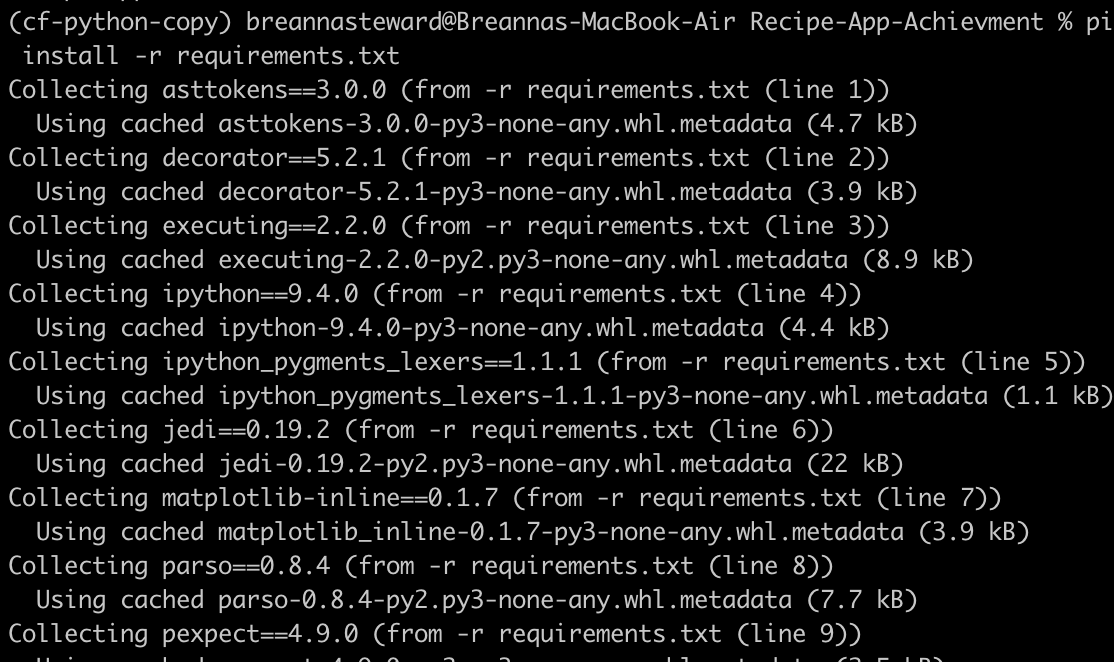 (cf-python-copy) breannasteward@Breannas-MacBook-Air Recipe-App-Achievment % pi
install -r requirements.txt
Collecting asttokens==3.0.0 (from -r requirements.txt (line 1))
Using cached asttokens-3.0.0-py3-none-any.whl.metadata (4.7 kB)
Collecting decorator==5.2.1 (from -r requirements.txt (line 2))
Using cached decorator-5.2.1-py3-none-any.whl.metadata (3.9 kB)
Collecting executing==2.2.0 (from -r requirements.txt (line 3))
Using cached executing-2.2.0-py2.py3-none-any.whl.metadata (8.9 kB)
Collecting ipython==9.4.0 (from -r requirements.txt (line 4))
Using cached ipython-9.4.0-py3-none-any.whl.metadata (4.4 kB)
Collecting ipython_pygments_lexers==1.1.1 (from -r requirements.txt (line 5))
Using cached ipython_pygments_lexers-1.1.1-py3-none-any.whl.metadata (1.1 kB)
Collecting jedi==0.19.2 (from -r requirements.txt (line 6))
Using cached jedi-0.19.2-py2.py3-none-any.whl.metadata (22 kB)
Collecting matplotlib-inline==0.1.7 (from -r requirements.txt (line 7))
Using cached matplotlib_inline-0.1.7-py3-none-any.whl.metadata (3.9 kB)
Collecting parso==0.8.4 (from -r requirements.txt (line 8))
Using cached parso-0.8.4-py2.py3-none-any.whl.metadata (7.7 kB)
Collecting pexpect==4.9.0 (from -r requirements.txt (line 9))